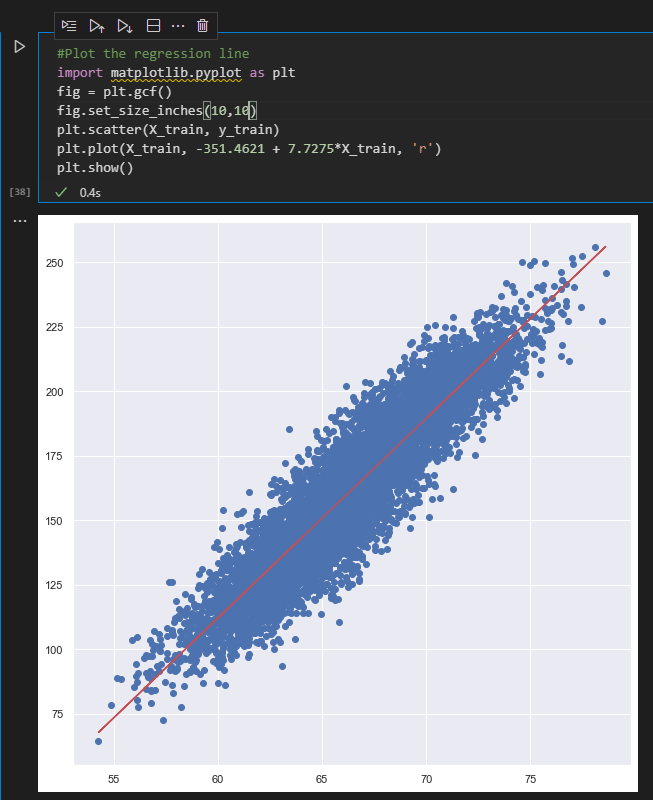 #Plot the regression line
import matplotlib.pyplot as plt
fig = plt.gcf()
fig.set_size_inches(10,10)
plt.scatter(X_train, y_train)
plt.plot(X_train, -351.4621 + 7.7275*X_train, 'r')
plt.show()
[38]
0.4s
250
225
200
175
150
125
100
75
55
60
65
70
75